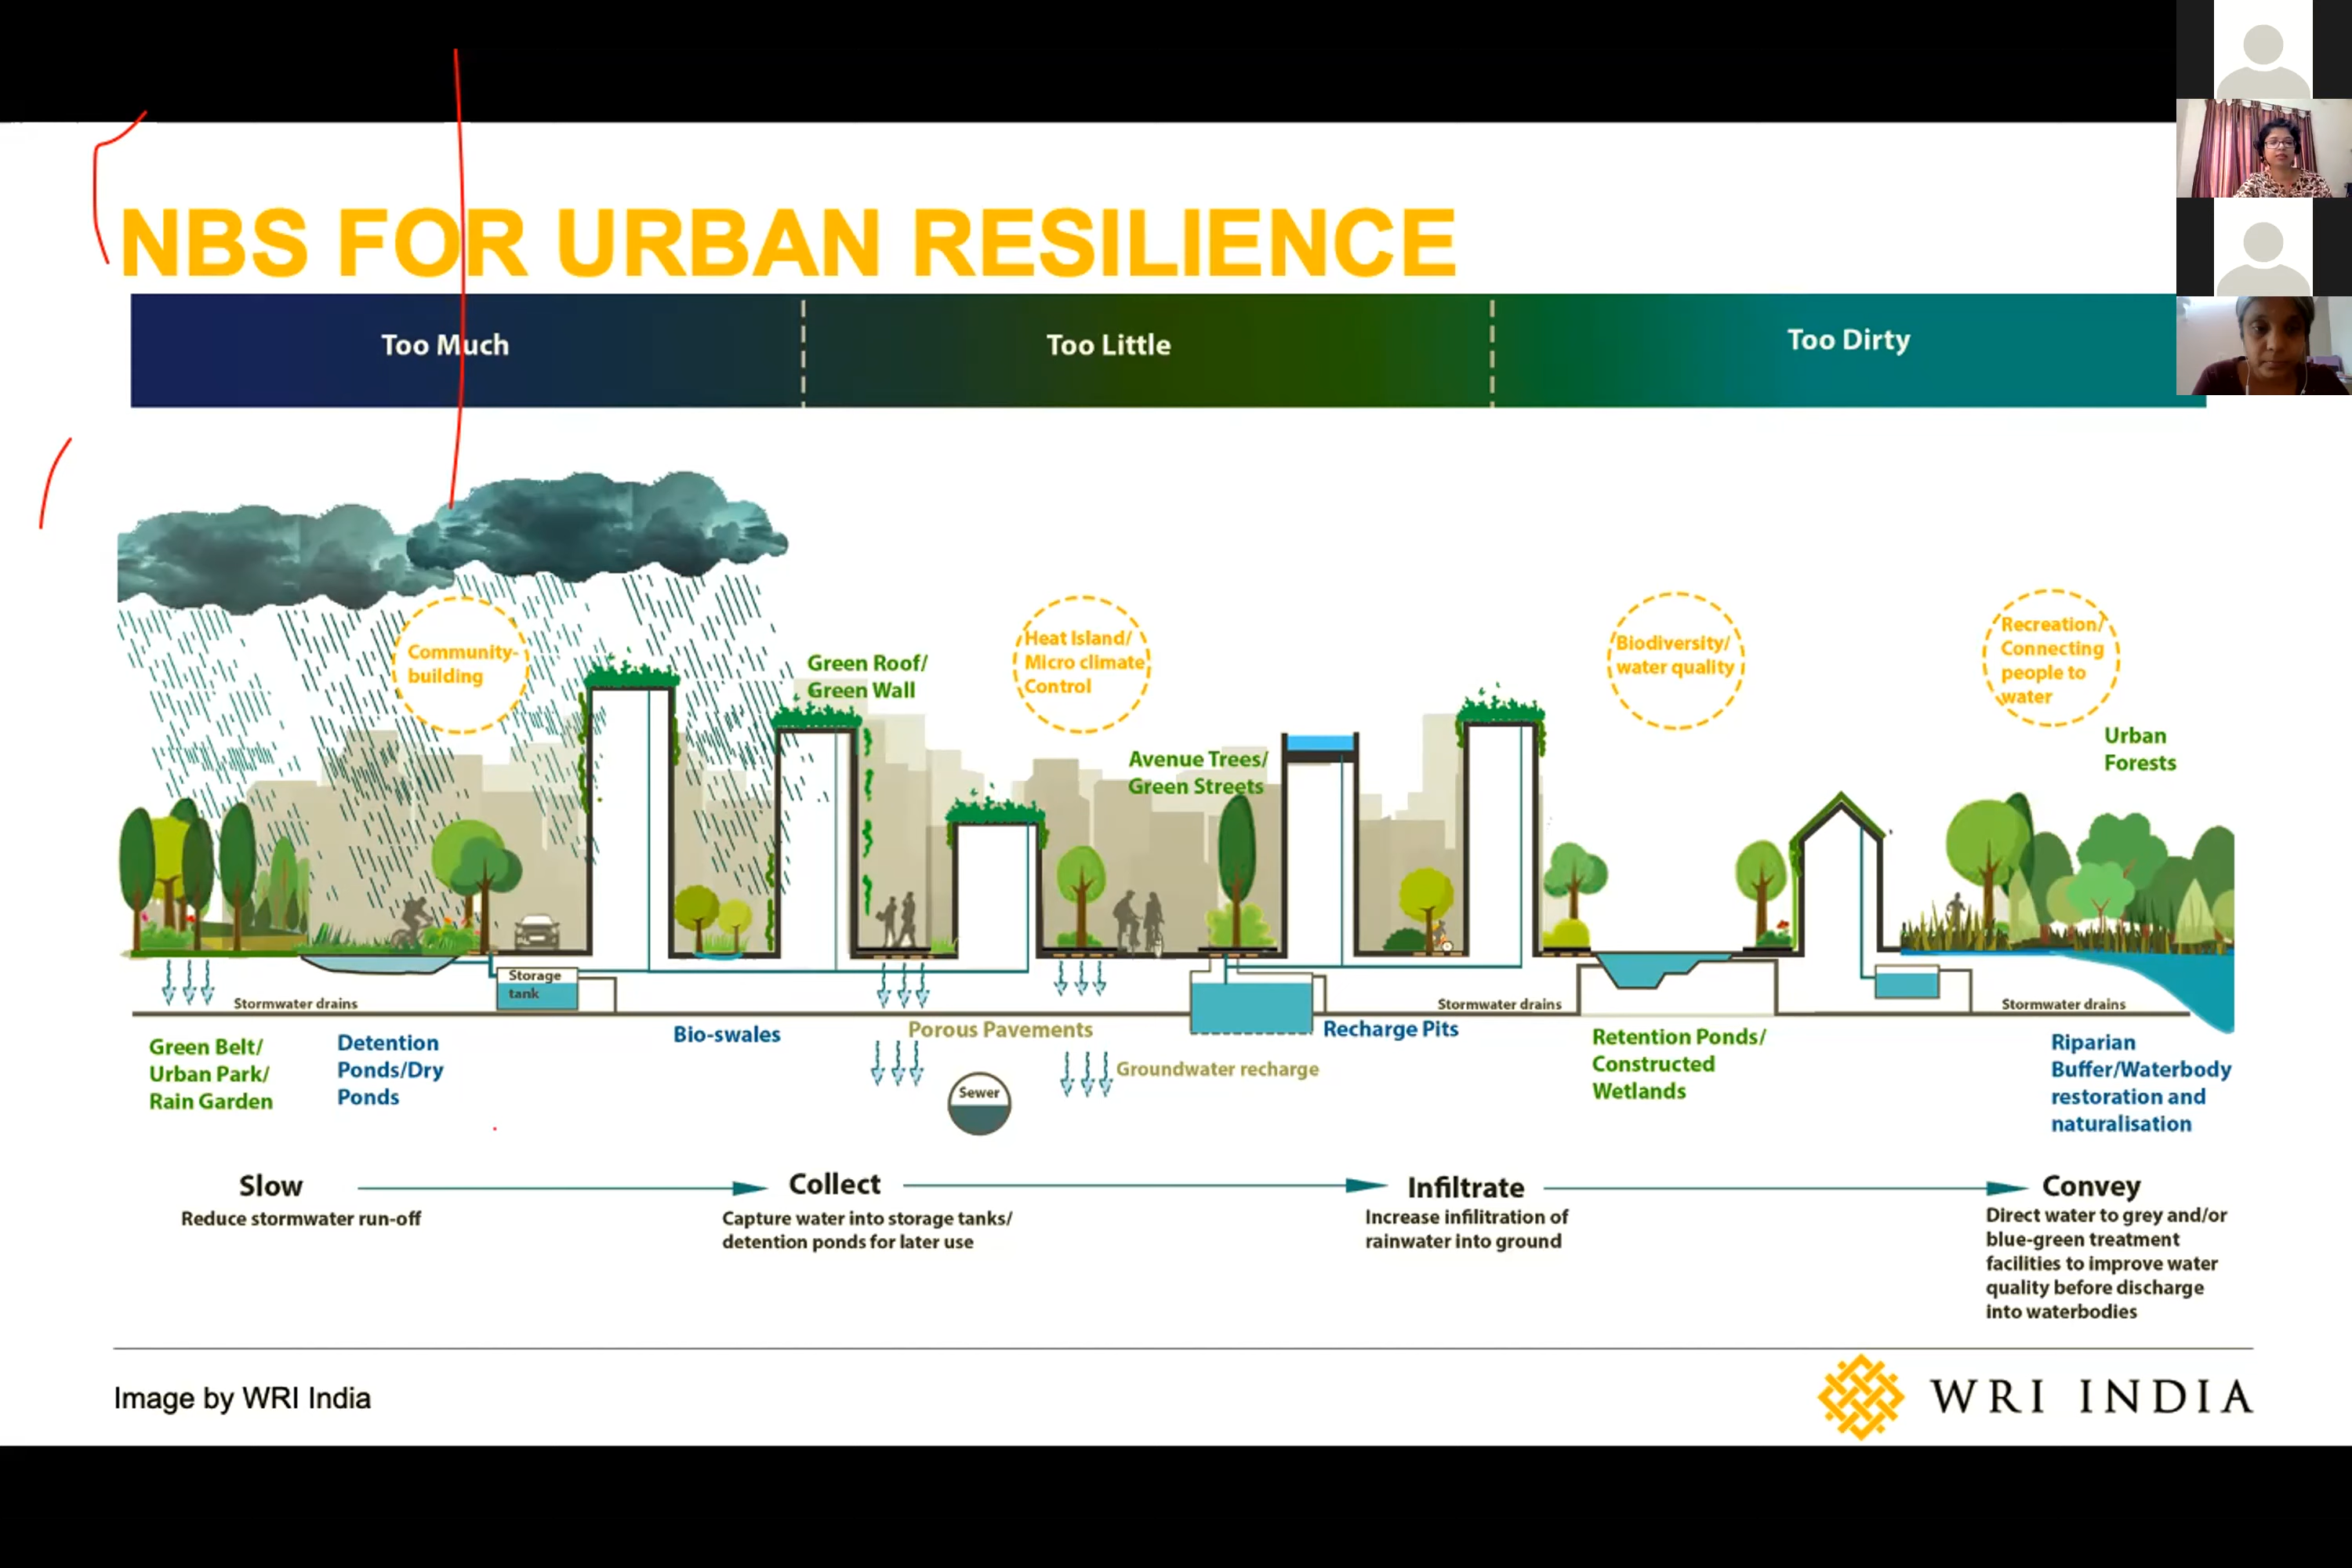 NBS FOR URBAN RESILIENCE
Too Much
Too Little
Too Dirty
Community-
building
Green Roof/
Green Wall
Heat Island/
Micro climate
Control
Avenue Trees/
Green Streets
Biodiversity/
water quality
Recreation/
Connecting
people to
water
Urban
Forests
Storage
tank
Stormwater drains
Stormwater drains
Stormwater drains
Green Belt/
Urban Park/
Rain Garden
Detention
Ponds/Dry
Ponds
Bio-swales
Porous Pavements
Groundwater recharge
Sewer
Recharge Pits
Retention Ponds/
Constructed
Wetlands
Riparian
Buffer/Waterbody
restoration and
naturalisation
Slow
Reduce stormwater run-off
Collect
Capture water into storage tanks/
detention ponds for later use
Infiltrate
Increase infilitration of
rainwater into ground
Convey
Direct water to grey and/or
blue-green treatment
facilities to improve water
quality before discharge
into waterbodies
Image by WRI India
WRI INDIA